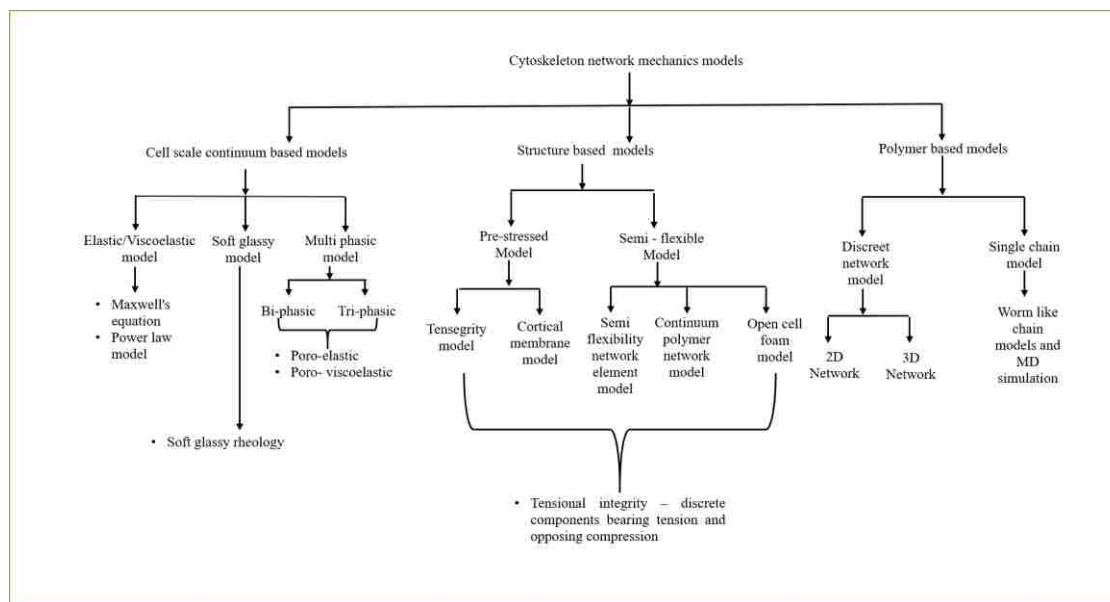 Cytoskeleton network mechanics models
Cell scale continuum based models
Structure based models
Polymer based models
Elastic/Viscoelastic
model
Soft glassy
model
Multi phasic
model
Pre-stressed
Model
Semi - flexible
Model
Discreet
network
model
Single chain
model
• Maxwell's
equation
• Power law
model
Bi-phasic
Tri-phasic
• Poro-elastic
• Poro- viscoelastic
Tensegrity
model
Cortical
membrane
model
Semi
flexibility
network
element
model
Continuum
polymer
network
model
Open cell
foam
model
2D
Network
3D
Network
Worm like
chain
models and
MD
simulation
• Soft glassy rheology
• Tensional integrity – discrete
components bearing tension and
opposing compression